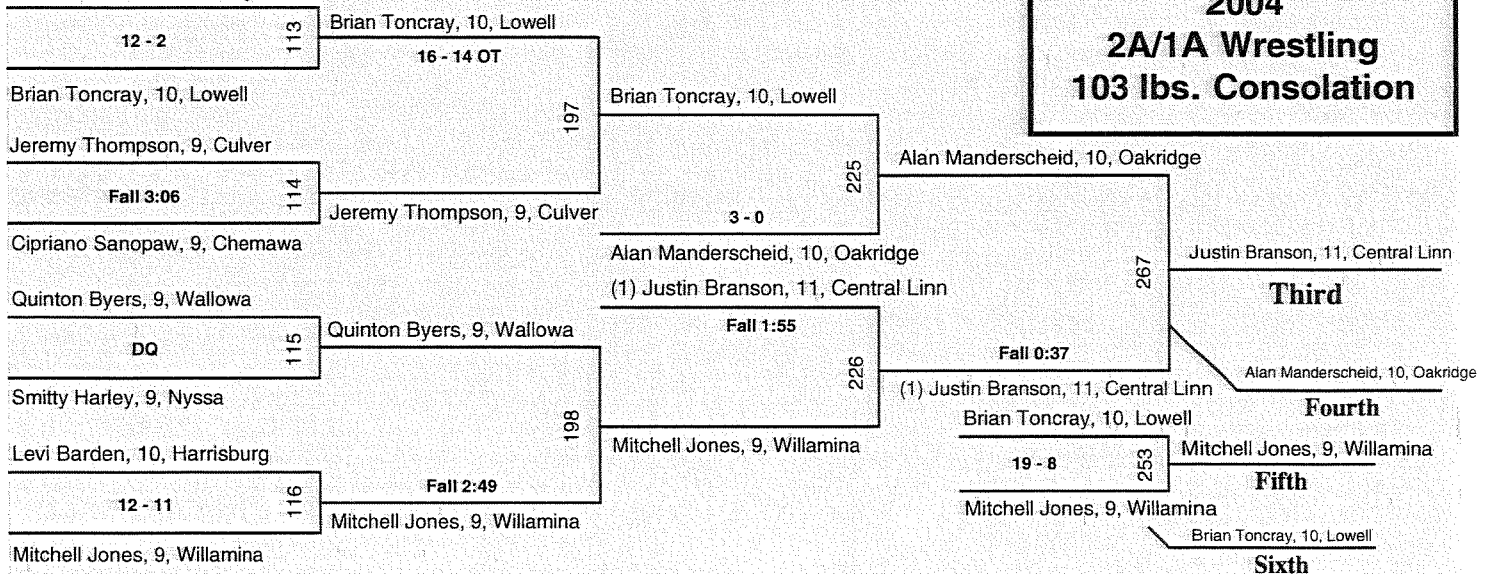 2004
2A/1A Wrestling
103 lbs. Consolation
12 - 2
113
Brian Toncray, 10, Lowell
Brian Toncray, 10, Lowell
16 - 14 OT
197
Jeremy Thompson, 9, Culver
Fall 3:06
114
Cipriano Sanopaw, 9, Chemawa
Jeremy Thompson, 9, Culver
Brian Toncray, 10, Lowell
3 - 0
225
Alan Manderscheid, 10, Oakridge
Alan Manderscheid, 10, Oakridge
Quinton Byers, 9, Wallowa
DQ
115
Smitty Harley, 9, Nyssa
Quinton Byers, 9, Wallowa
Fall 2:49
198
Levi Barden, 10, Harrisburg
12 - 11
116
Mitchell Jones, 9, Willamina
Mitchell Jones, 9, Willamina
(1) Justin Branson, 11, Central Linn
Fall 1:55
226
Mitchell Jones, 9, Willamina
Fall 0:37
267
(1) Justin Branson, 11, Central Linn
Justin Branson, 11, Central Linn
Third
Alan Manderscheid, 10, Oakridge
Fourth
Brian Toncray, 10, Lowell
19 - 8
253
Mitchell Jones, 9, Willamina
Mitchell Jones, 9, Willamina
Fifth
Brian Toncray, 10, Lowell
Sixth